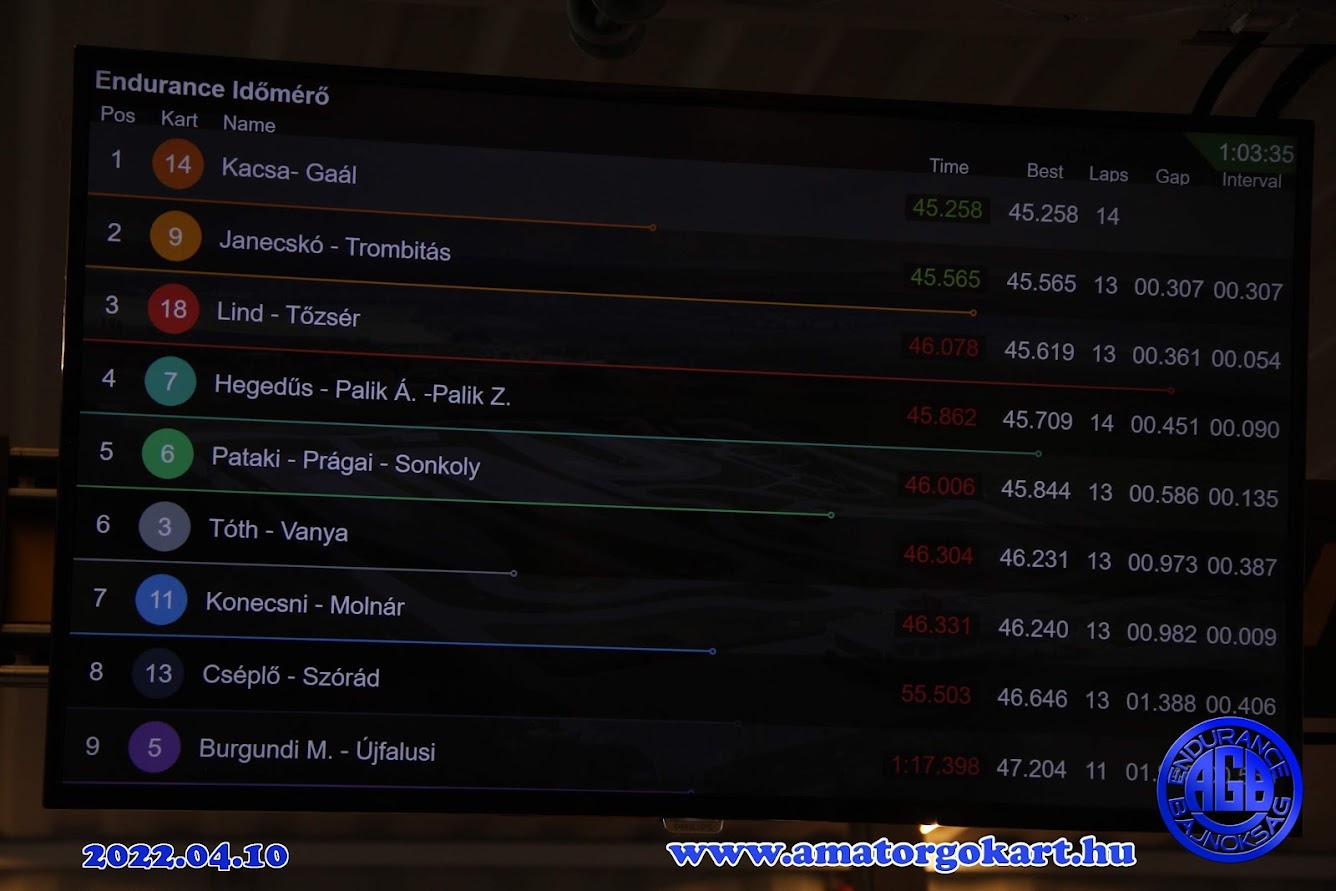 Endurance Időmérő
1:03:35
Pos Kart Name Time Best Laps Gap Interval
1 14 Kacsa- Gaál 45.258 45.258 14
2 9 Janecskó - Trombitás 45.565 45.565 13 00.307 00.307
3 18 Lind - Tőzsér 46.078 45.619 13 00.361 00.054
4 7 Hegedűs - Palik Á. -Palik Z. 45.862 45.709 14 00.451 00.090
5 6 Pataki - Prágai - Sonkoly 46.006 45.844 13 00.586 00.135
6 3 Tóth - Vanya 46.304 46.231 13 00.973 00.387
7 11 Konecsni - Molnár 46.331 46.240 13 00.982 00.009
8 13 Cséplő - Szórád 55.503 46.646 13 01.388 00.406
9 5 Burgundi M. - Újfalusi 1:17.398 47.204 11
PHILIPS
ENDURANCE
AGB
BAJNOKSÁG
2022.04.10
www.amatorgokart.hu